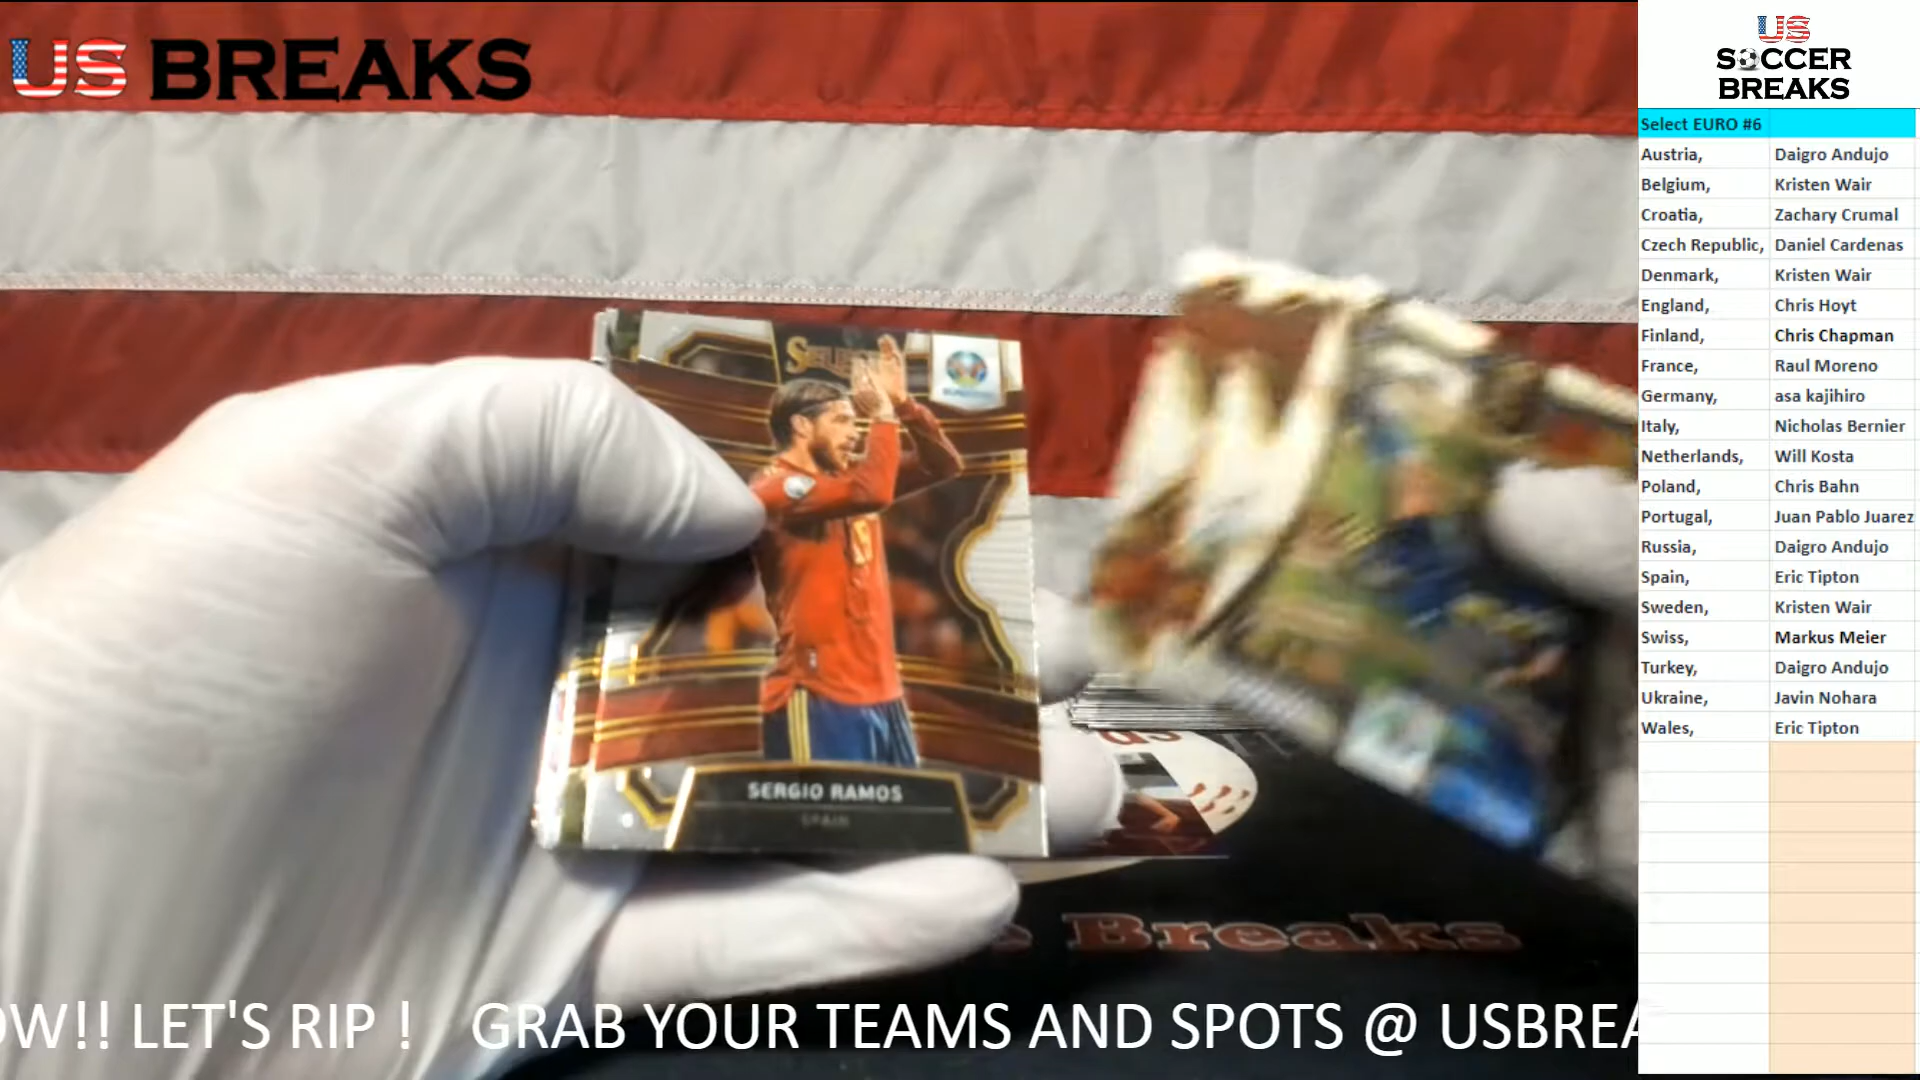 US BREAKS
US
SOCCER
BREAKS
Select EURO #6
Austria, Daigro Andujo
Belgium, Kristen Wair
Croatia, Zachary Crumal
Czech Republic, Daniel Cardenas
Denmark, Kristen Wair
England, Chris Hoyt
Finland, Chris Chapman
France, Raul Moreno
Germany, asa kajihiro
Italy, Nicholas Bernier
Netherlands, Will Kosta
Poland, Chris Bahn
Portugal, Juan Pablo Juarez
Russia, Daigro Andujo
Spain, Eric Tipton
Sweden, Kristen Wair
Swiss, Markus Meier
Turkey, Daigro Andujo
Ukraine, Javin Nohara
Wales, Eric Tipton
SERGIO RAMOS
SPAIN
Breaks
OW!! LET'S RIP ! GRAB YOUR TEAMS AND SPOTS @ USBREA